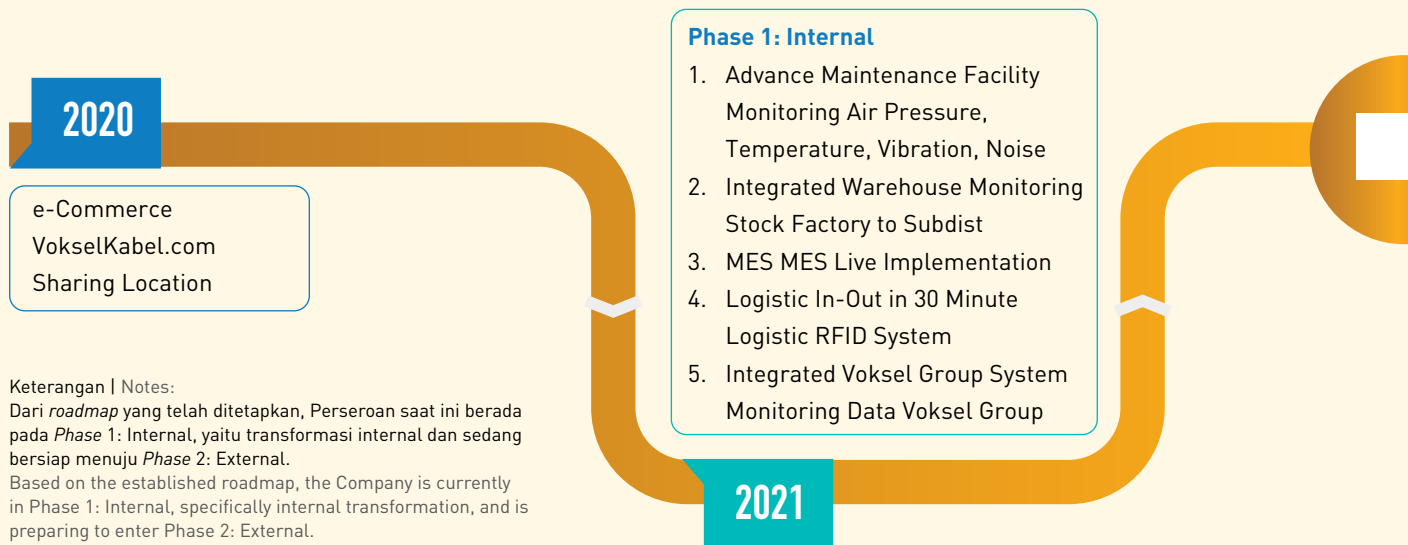 2020
e-Commerce
VokselKabel.com
Sharing Location
Phase 1: Internal
1. Advance Maintenance Facility
Monitoring Air Pressure,
Temperature, Vibration, Noise
2. Integrated Warehouse Monitoring
Stock Factory to Subdist
3. MES MES Live Implementation
4. Logistic In-Out in 30 Minute
Logistic RFID System
5. Integrated Voksel Group System
Monitoring Data Voksel Group
2021
Keterangan | Notes:
Dari roadmap yang telah ditetapkan, Perseroan saat ini berada
pada Phase 1: Internal, yaitu transformasi internal dan sedang
bersiap menuju Phase 2: External.
Based on the established roadmap, the Company is currently
in Phase 1: Internal, specifically internal transformation, and is
preparing to enter Phase 2: External.